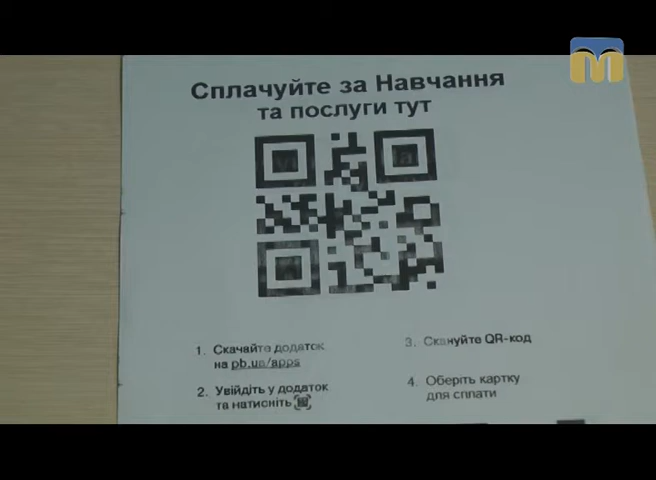 Сплачуйте за Навчання
та послуги тут
1. Скачайте додаток
на pb.ua/apps
2. Увійдіть у додаток
та натисніть
3. Скануйте QR-код
4. Оберіть картку
для сплати